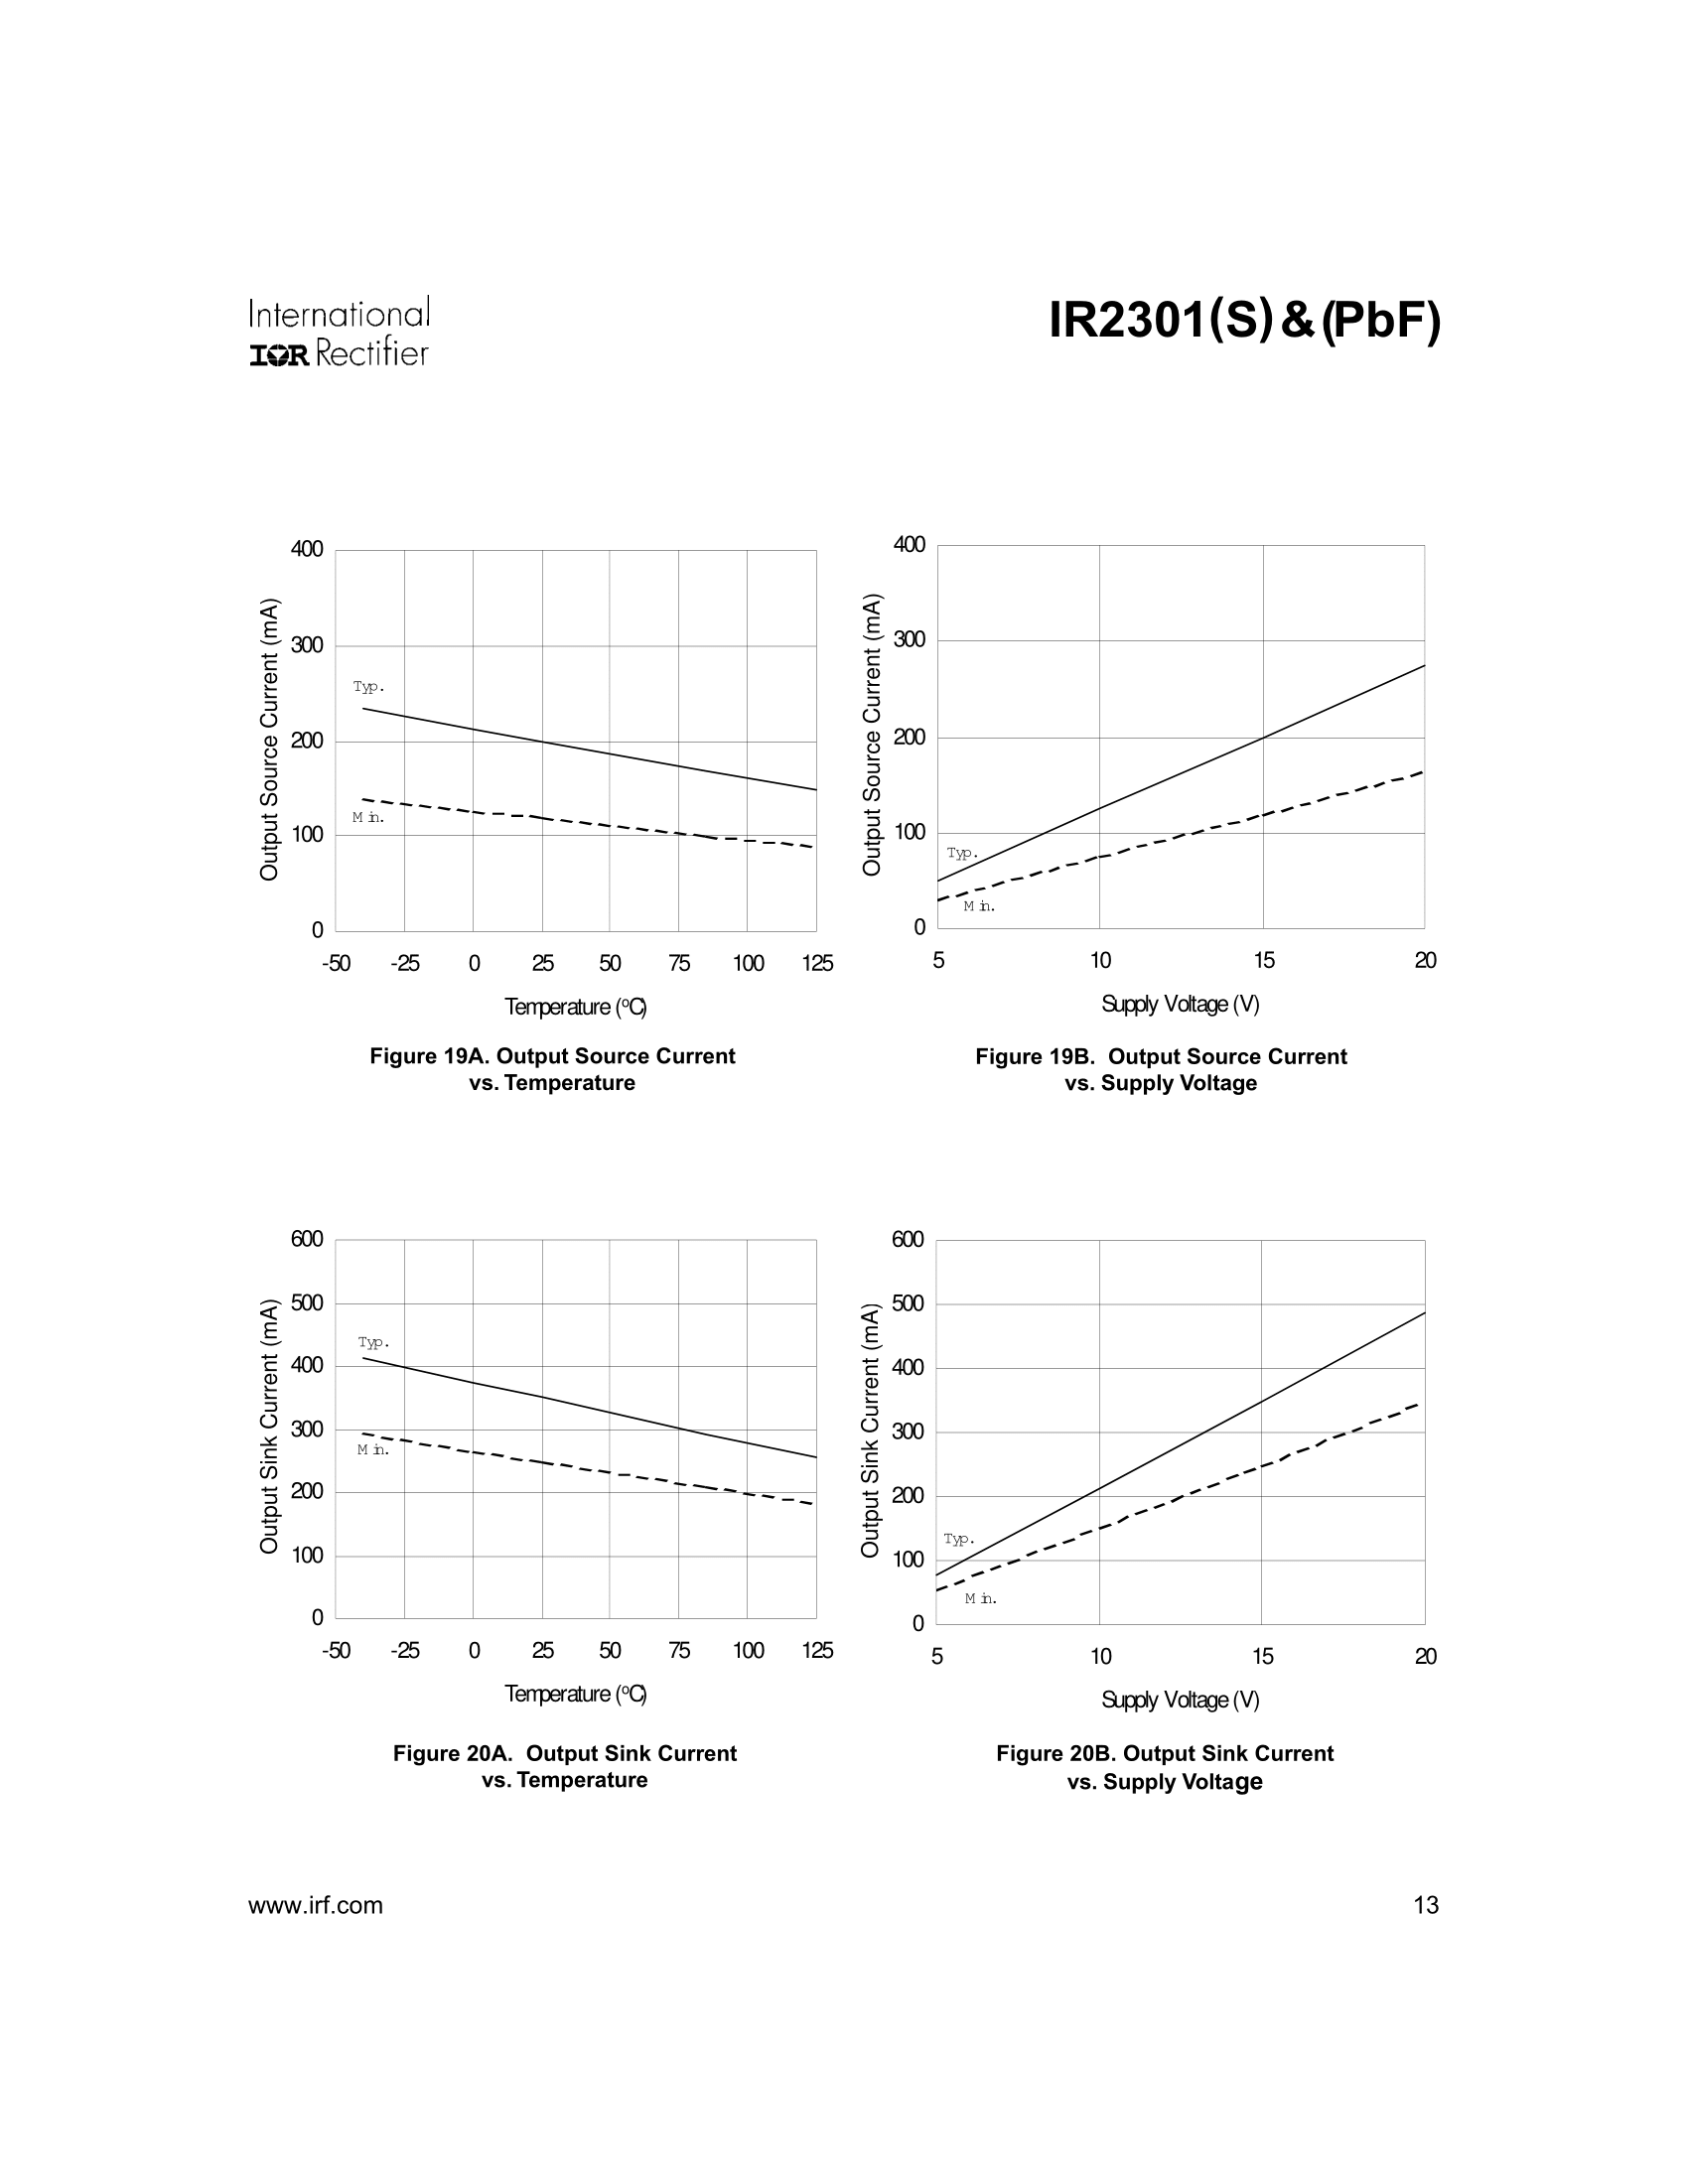 International
IOR Rectifier
IR2301(S) & (PbF)
400
300
200
100
0
Output Source Current (mA)
Typ.
Min.
-50 -25 0 25 50 75 100 125
Temperature (°C)
Figure 19A. Output Source Current
vs. Temperature
400
300
200
100
0
Output Source Current (mA)
Typ.
Min.
5 10 15 20
Supply Voltage (V)
Figure 19B. Output Source Current
vs. Supply Voltage
600
500
400
300
200
100
0
Output Sink Current (mA)
Typ.
Min.
-50 -25 0 25 50 75 100 125
Temperature (°C)
Figure 20A. Output Sink Current
vs. Temperature
600
500
400
300
200
100
0
Output Sink Current (mA)
Typ.
Min.
5 10 15 20
Supply Voltage (V)
Figure 20B. Output Sink Current
vs. Supply Voltage
www.irf.com
13